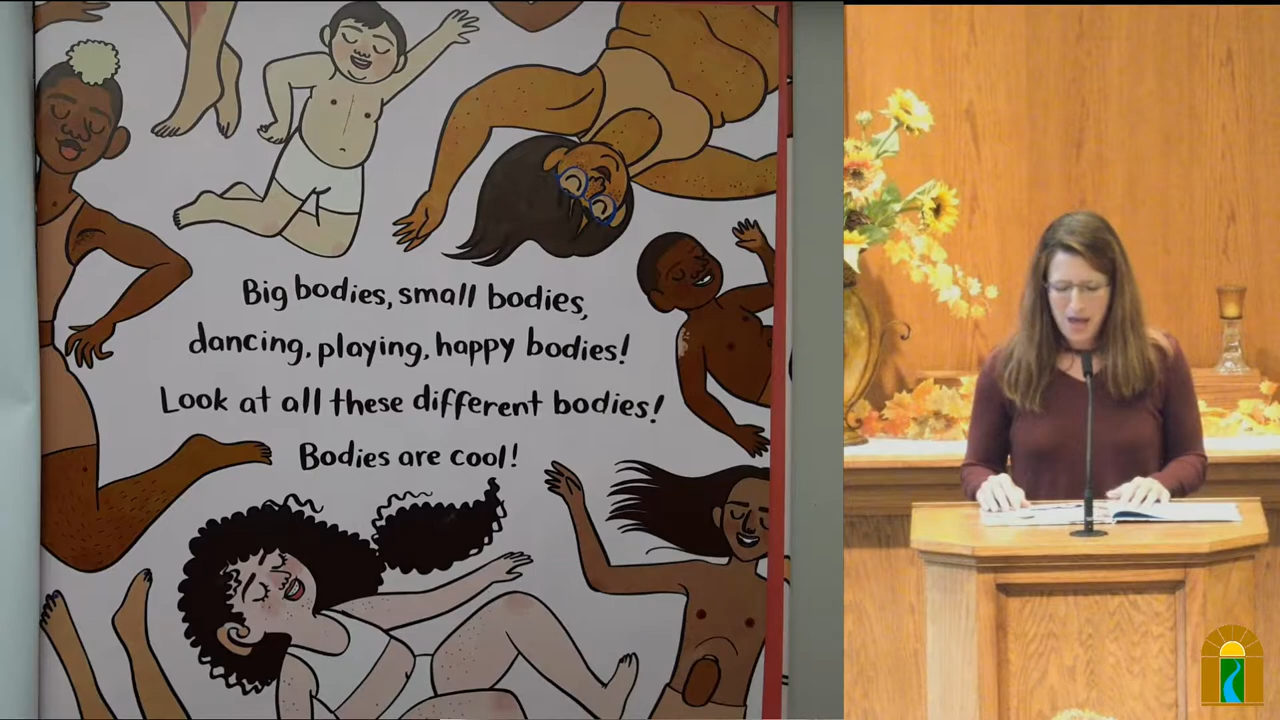 Big bodies, small bodies,
dancing, playing, happy bodies!
Look at all these different bodies!
Bodies are cool!